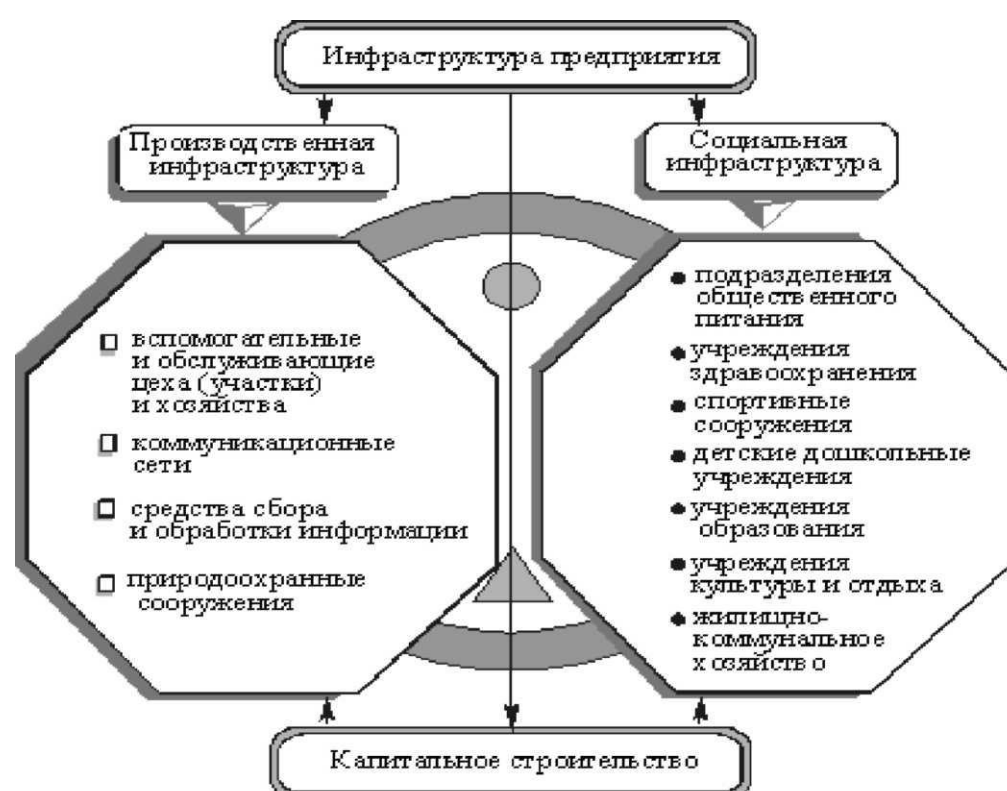 Инфраструктура предприятия
Производственная
инфраструктура
Социальная
инфраструктура
вспомогательные
и обслуживающие
цеха (участки)
и хозяйства
коммуникационные
сети
средства сбора
и обработки информации
природоохранные
сооружения
подразделения
общественного
питания
учреждения
здравоохранения
спортивные
сооружения
детские дошкольные
учреждения
учреждения
образования
учреждения
культуры и отдыха
жилищно-
коммунальное
хозяйство
Капитальное строительство